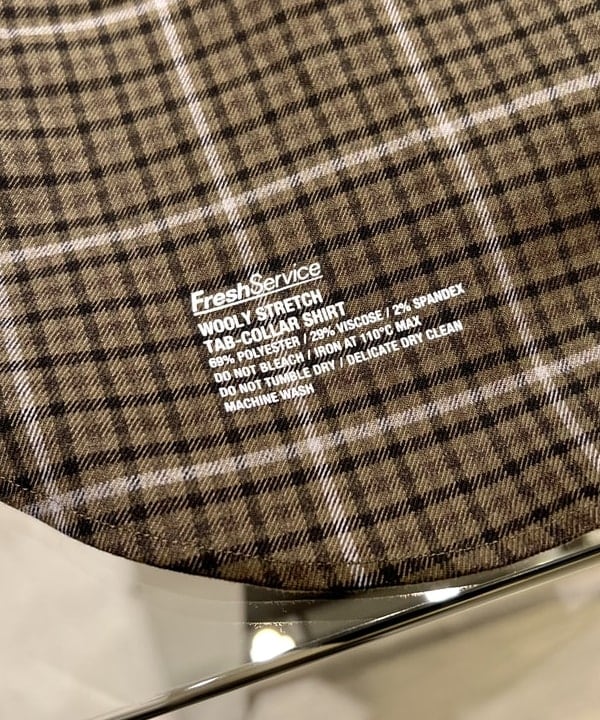 FreshService
WOOLY STRETCH
TAB-COLLAR SHIRT
69% POLYESTER / 29% VISCOSE / 2% SPANDEX
DO NOT BLEACH / IRON AT 110°C MAX
DO NOT TUMBLE DRY / DELICATE DRY CLEAN
MACHINE WASH